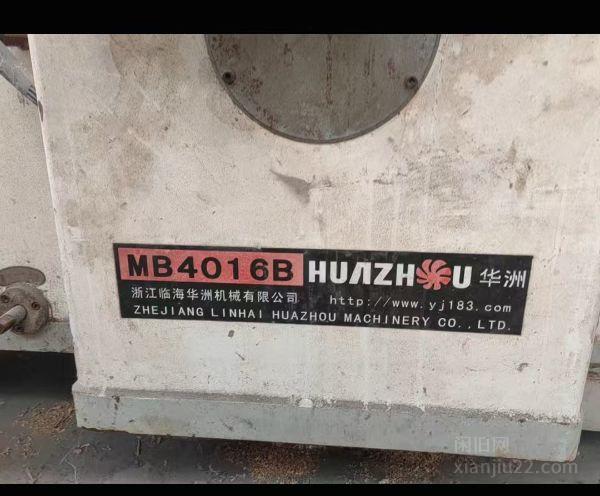 MB4016B HUAZHOU 华洲
浙江临海华洲机械有限公司 http://www.yj183.com
ZHEJIANG LINHAI HUAZHOU MACHINERY CO.,LTD.
闲旧网
xianjiu22.com